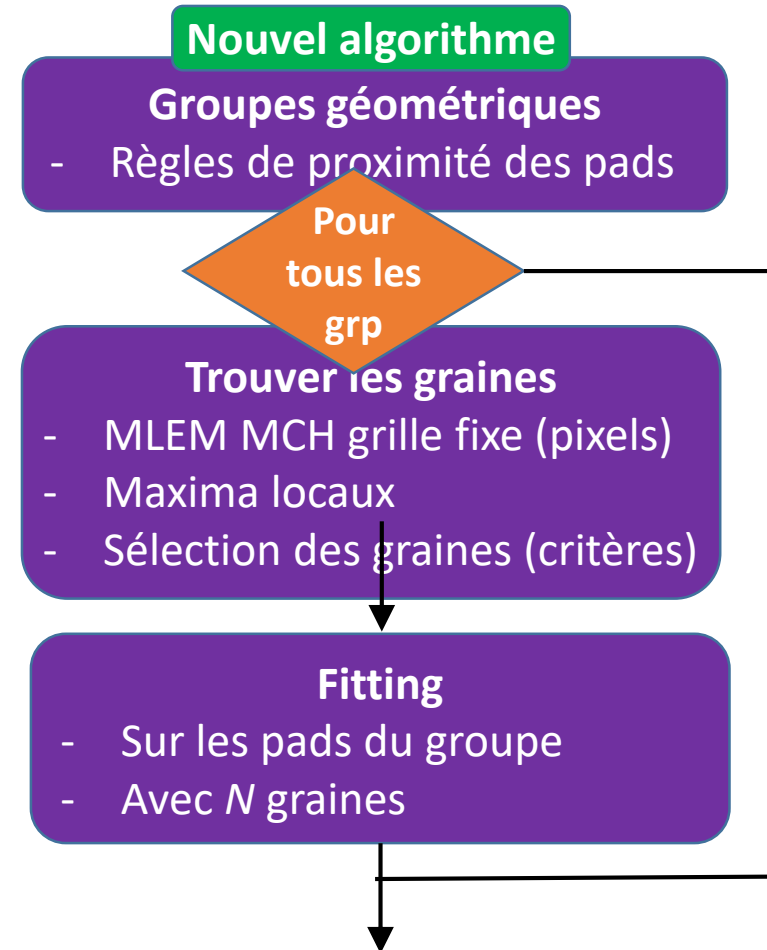 Nouvel algorithme
Groupes géométriques
- Règles de proximité des pads
Pour
tous les
grp
Trouver les graines
- MLEM MCH grille fixe (pixels)
- Maxima locaux
- Sélection des graines (critères)
Fitting
- Sur les pads du groupe
- Avec N graines